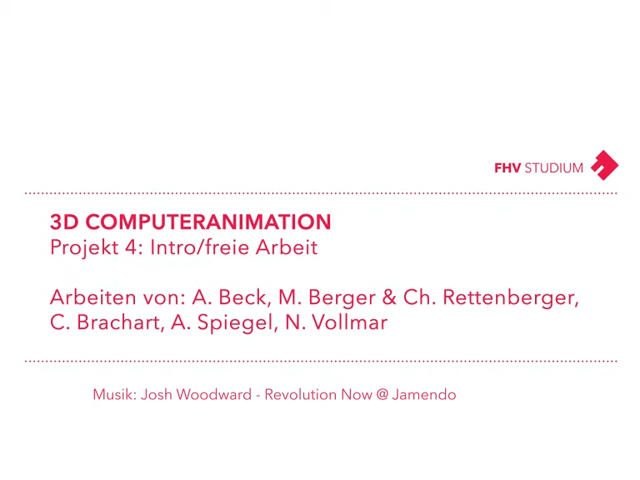 FHV STUDIUM
3D COMPUTERANIMATION
Projekt 4: Intro/freie Arbeit
Arbeiten von: A. Beck, M. Berger & Ch. Rettenberger,
C. Brachart, A. Spiegel, N. Vollmar
Musik: Josh Woodward - Revolution Now @ Jamendo